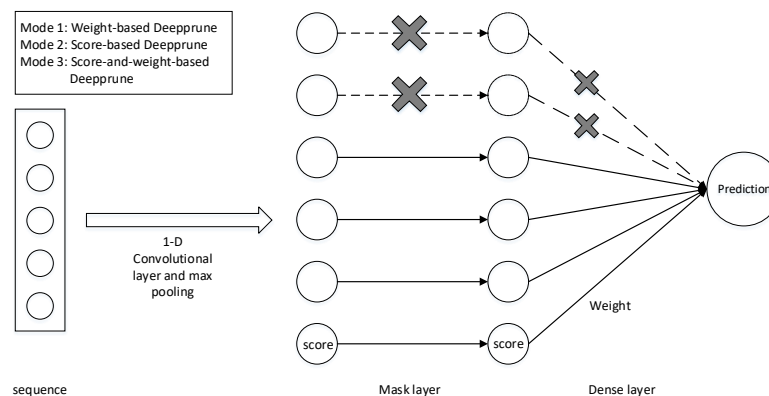 Mode 1: Weight-based Deepprune
Mode 2: Score-based Deepprune
Mode 3: Score-and-weight-based
Deepprune
1-D
Convolutional
layer and max
pooling
Prediction
Weight
score
score
sequence
Mask layer
Dense layer